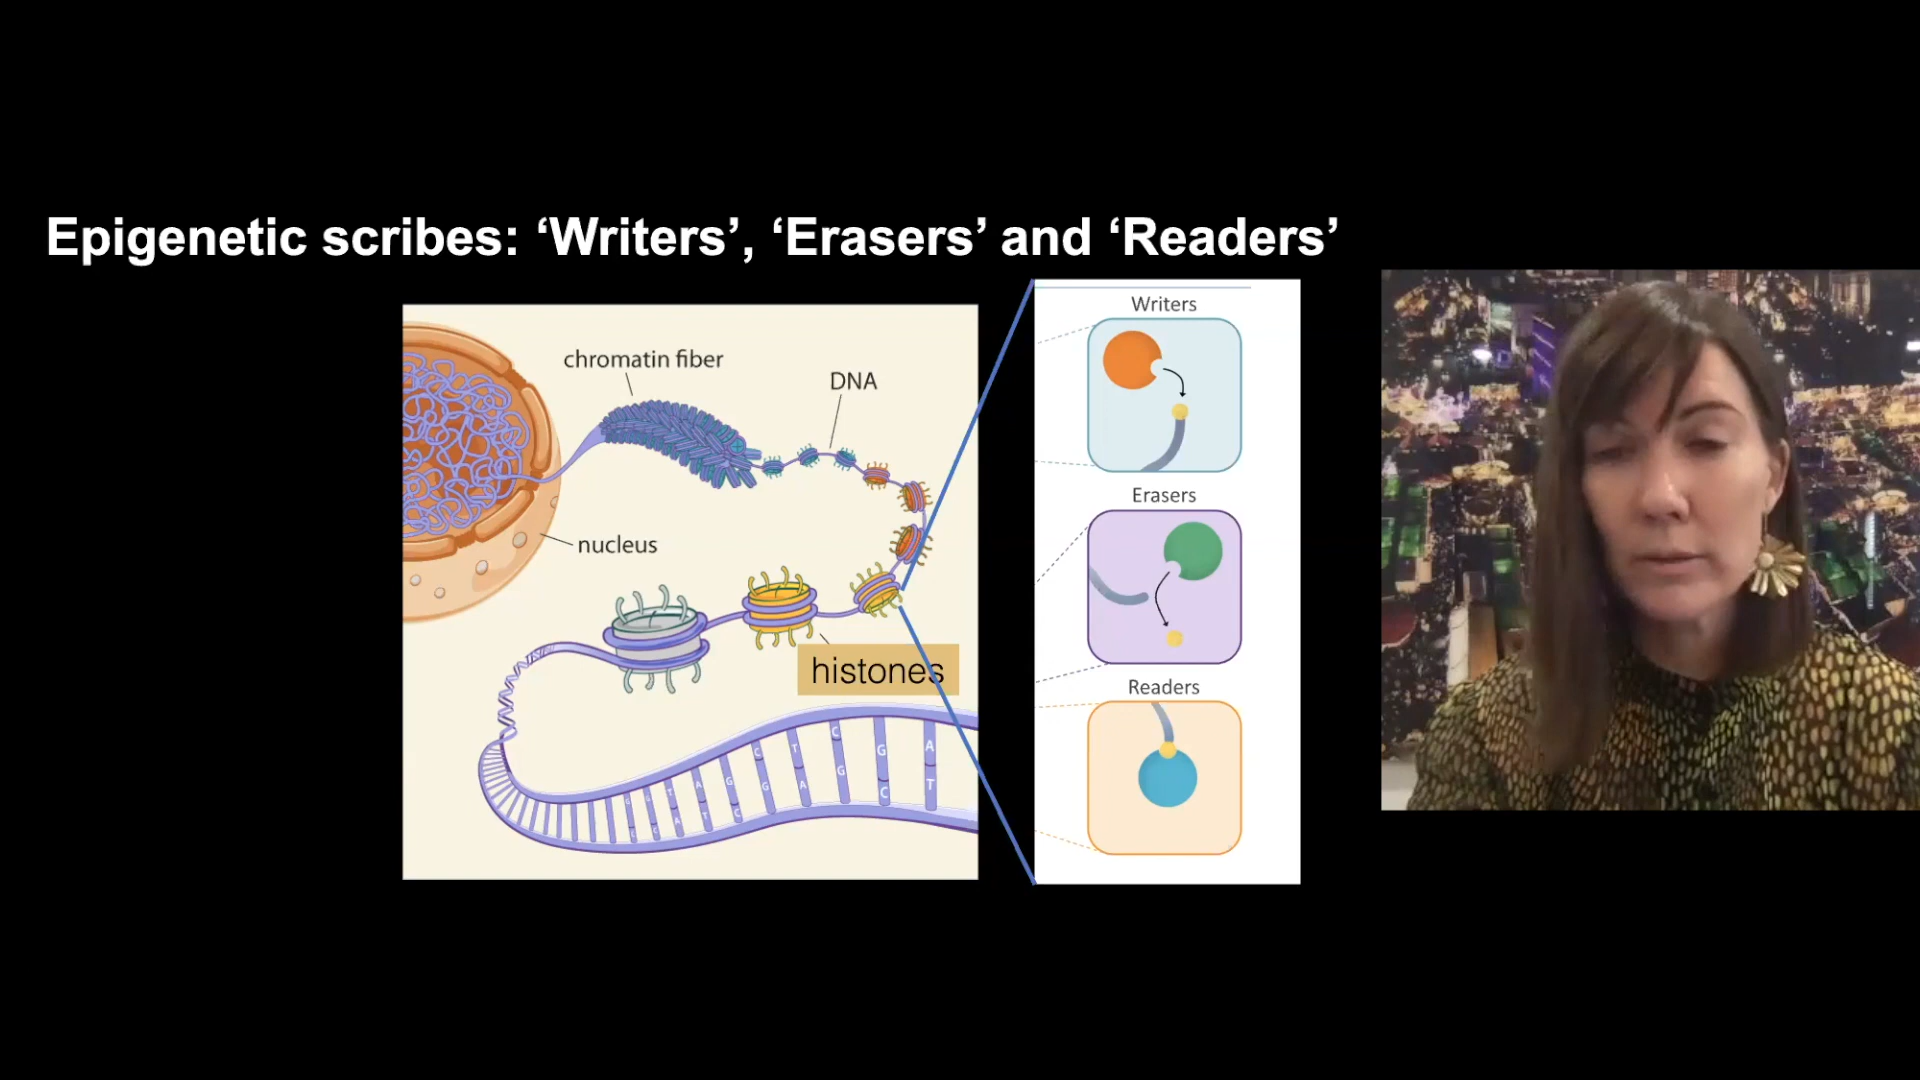 Epigenetic scribes: ‘Writers’, ‘Erasers’ and ‘Readers’
chromatin fiber
DNA
nucleus
histones
C T C G A
G A G C T
Writers
Erasers
Readers